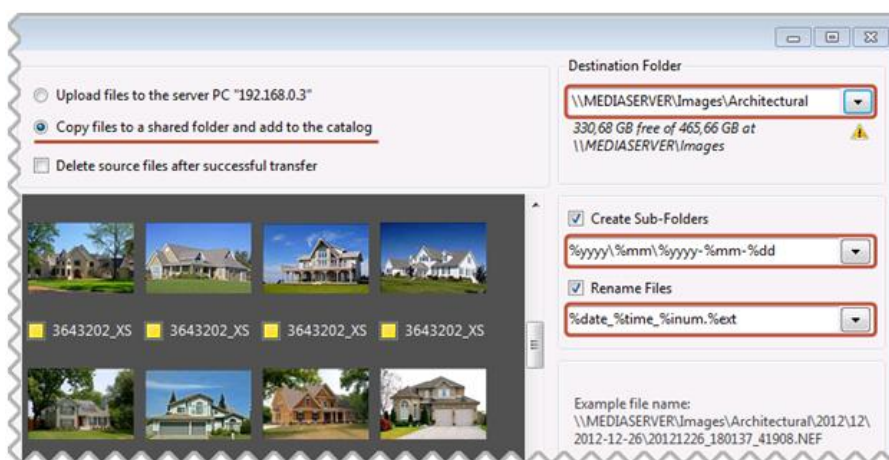 Upload files to the server PC "192.168.0.3"
Copy files to a shared folder and add to the catalog
Delete source files after successful transfer
3643202_XS
3643202_XS
3643202_XS
3643202_XS
Destination Folder
\\MEDIASERVER\Images\Architectural
330,68 GB free of 465,66 GB at
\\MEDIASERVER\Images
Create Sub-Folders
%yyyy\%mm\%yyyy-%mm-%dd
Rename Files
%date_%time_%inum.%ext
Example file name:
\\MEDIASERVER\Images\Architectural\2012\12\
2012-12-26\20121226_180137_41908.NEF